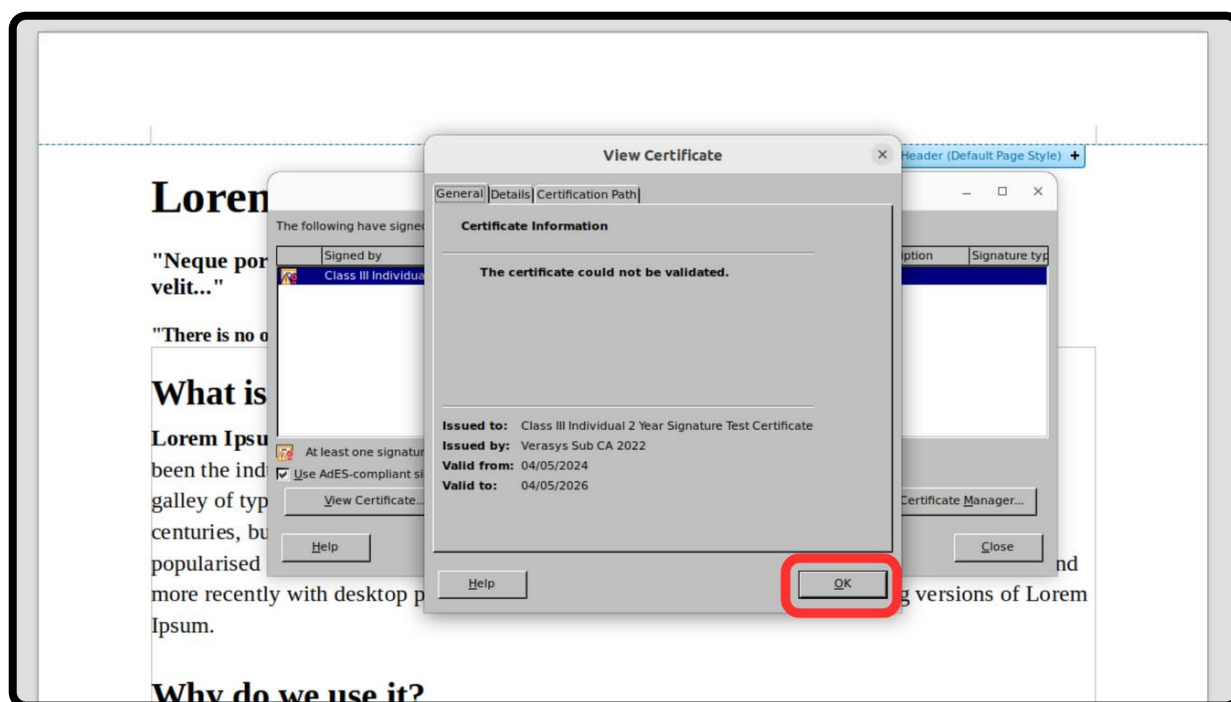 View Certificate
Header (Default Page Style) +
General Details Certification Path
Certificate Information
The certificate could not be validated.
Issued to: Class III Individual 2 Year Signature Test Certificate
Issued by: Verasys Sub CA 2022
Valid from: 04/05/2024
Valid to: 04/05/2026
Help
OK
The following have signed
Signed by
Signature typ
Class III Individua
At least one signatur
Use AdES-compliant si
View Certificate...
Certificate Manager...
Help
Close
Loren
"Neque por
velit..."
"There is no o
What is
Lorem Ipsu
been the ind
galley of typ
centuries, bu
popularised
more recently with desktop p
versions of Lorem
Ipsum.
Why do we use it?